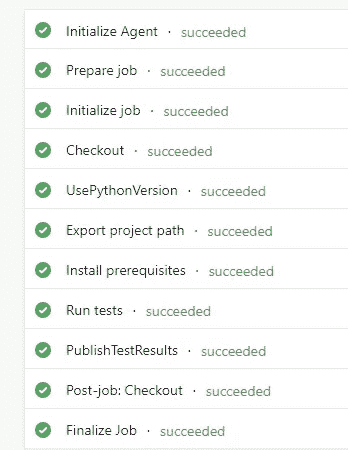 Initialize Agent · succeeded
Prepare job · succeeded
Initialize job · succeeded
Checkout · succeeded
UsePythonVersion · succeeded
Export project path · succeeded
Install prerequisites · succeeded
Run tests · succeeded
PublishTestResults · succeeded
Post-job: Checkout · succeeded
Finalize Job · succeeded